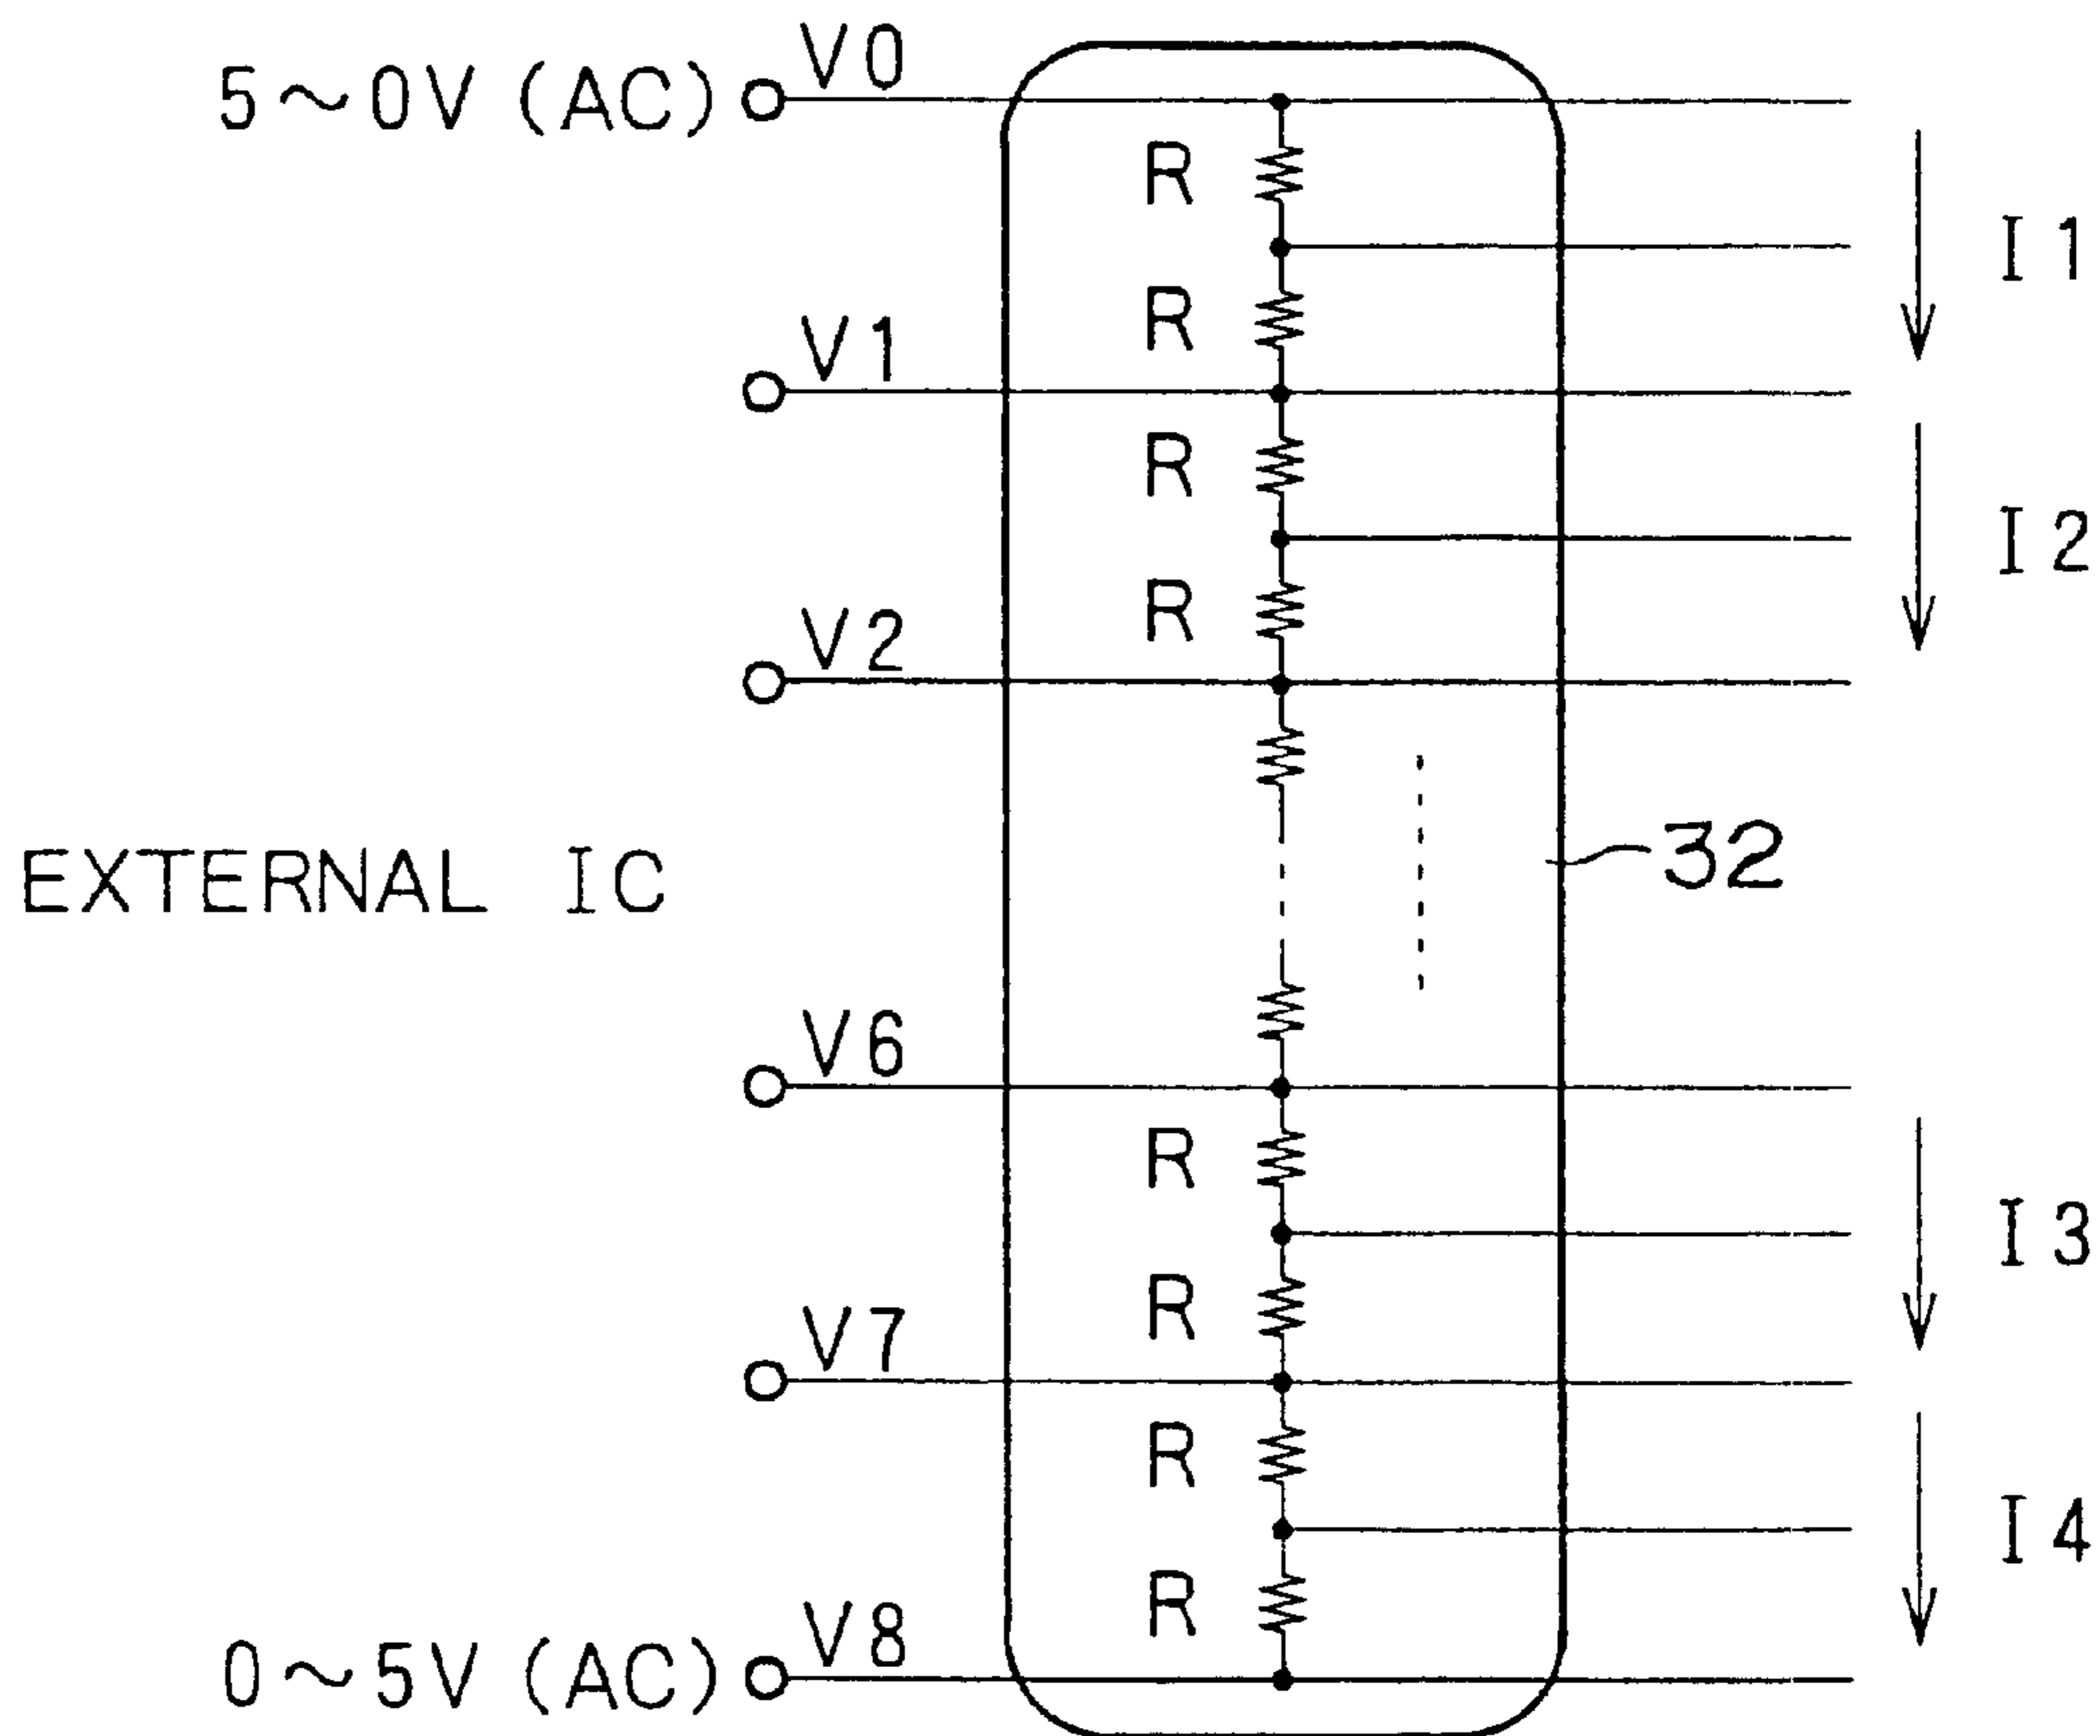 V0
5~0V (AC)
R
I1
R
V1
R
I2
R
V2
EXTERNAL IC
32
V6
R
I3
R
V7
R
I4
R
V8
0~5V (AC)